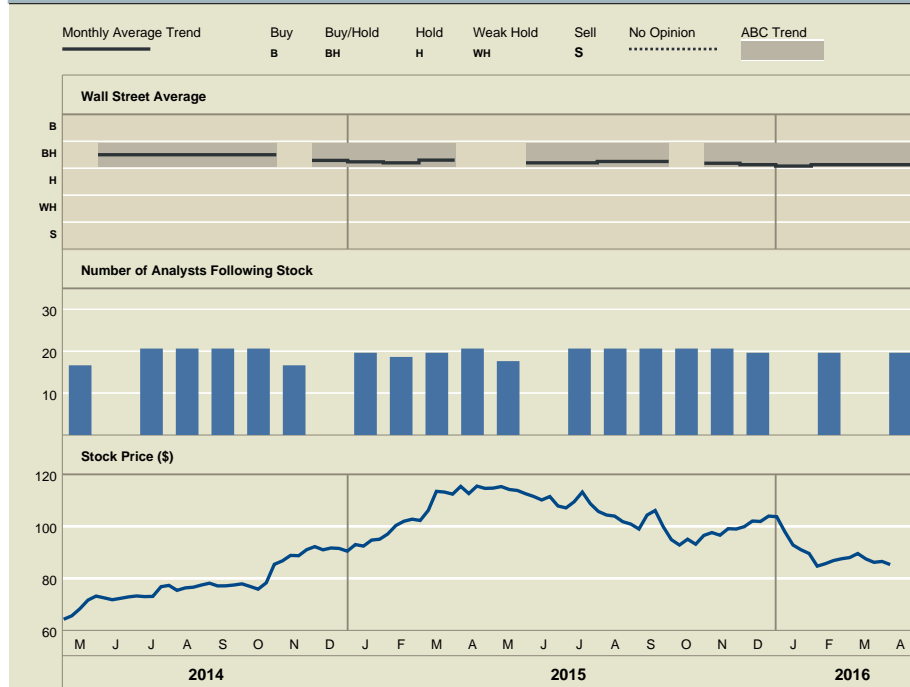 Monthly Average Trend Buy Buy/Hold Hold Weak Hold Sell No Opinion ABC Trend
B BH H WH S
Wall Street Average
B
BH
H
WH
S
Number of Analysts Following Stock
30
20
10
Stock Price ($)
120
100
80
60
M J J A S O N D J F M A M J J A S O N D J F M A
2014 2015 2016